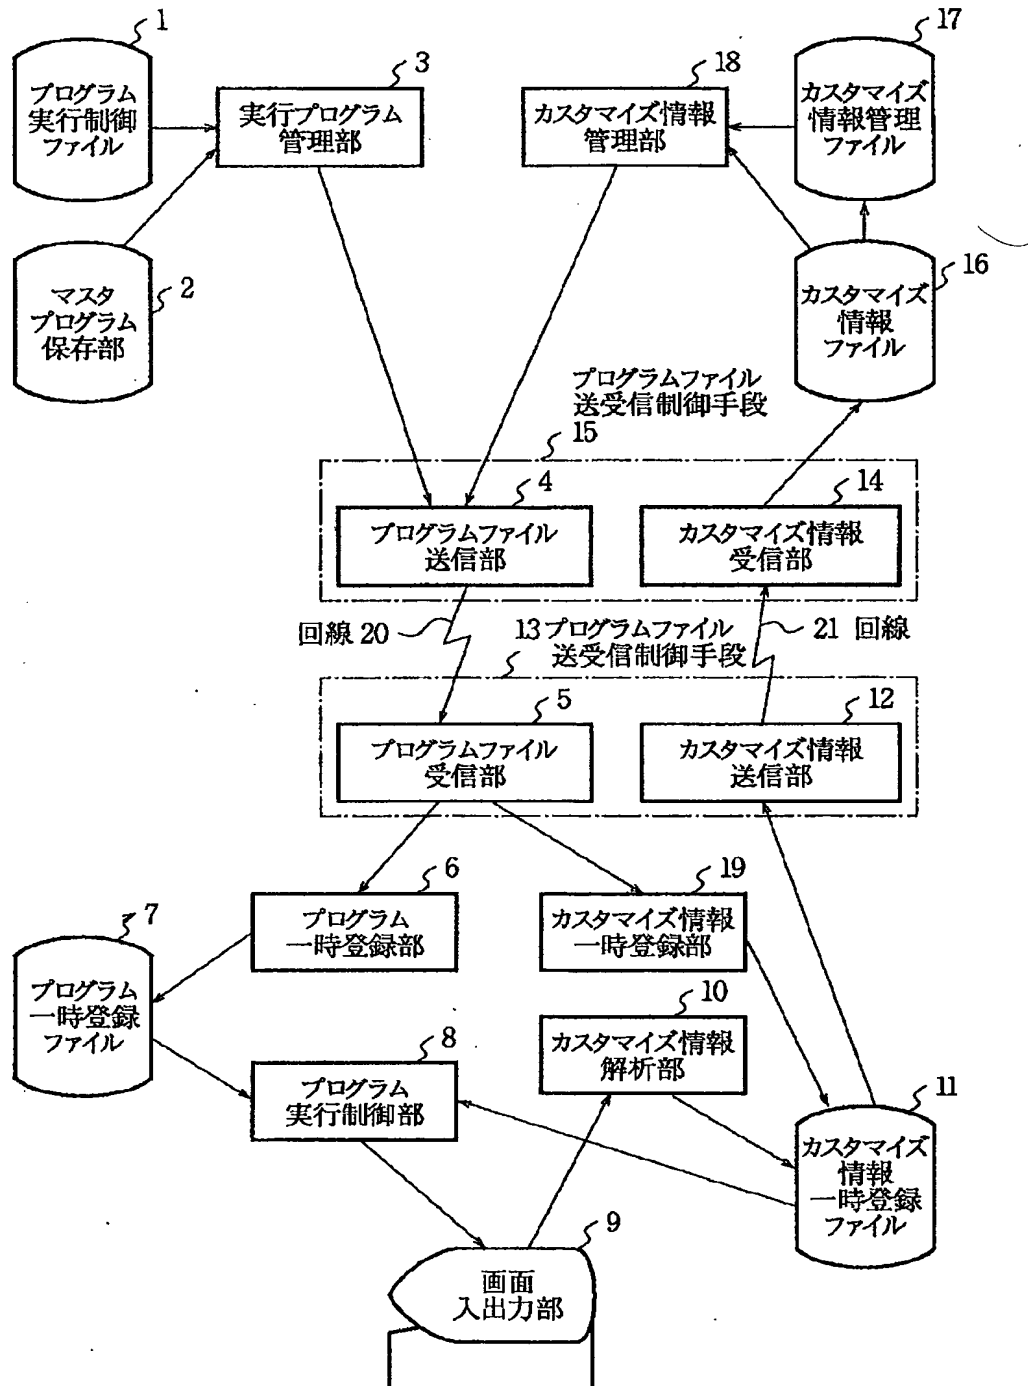 1
プログラム
実行制御
ファイル
3
実行プログラム
管理部
18
カスタマイズ情報
管理部
17
カスタマイズ
情報管理
ファイル
2
マスタ
プログラム
保存部
16
カスタマイズ
情報
ファイル
プログラムファイル
送受信制御手段
15
4
プログラムファイル
送信部
14
カスタマイズ情報
受信部
回線 20
13 プログラムファイル
送受信制御手段
21 回線
5
プログラムファイル
受信部
12
カスタマイズ情報
送信部
6
プログラム
一時登録部
19
カスタマイズ情報
一時登録部
7
プログラム
一時登録
ファイル
8
プログラム
実行制御部
10
カスタマイズ情報
解析部
11
カスタマイズ
情報
一時登録
ファイル
9
画面
入出力部